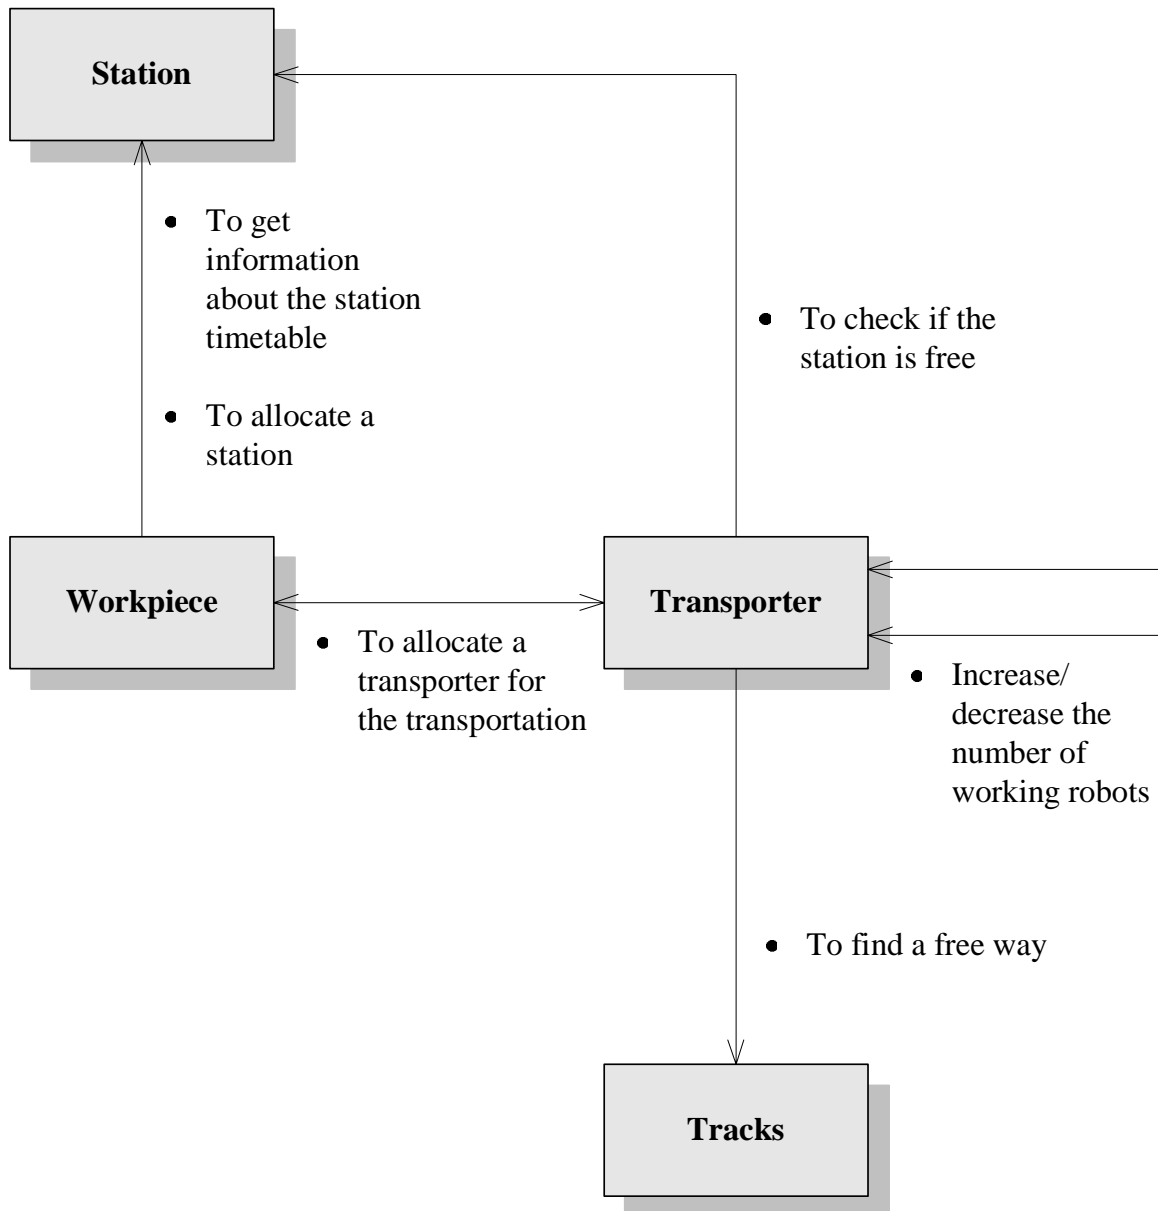 Station
• To get
information
about the station
timetable
• To allocate a
station
• To check if the
station is free
Workpiece
Transporter
• To allocate a
transporter for
the transportation
• Increase/
decrease the
number of
working robots
• To find a free way
Tracks